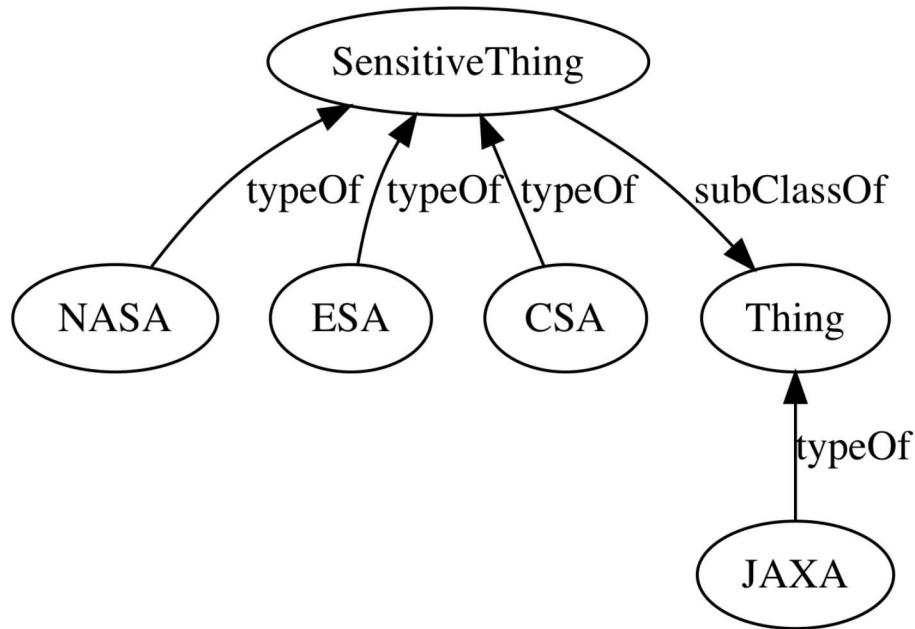 SensitiveThing
typeOf typeOf typeOf subClassOf
NASA ESA CSA Thing
typeOf
JAXA